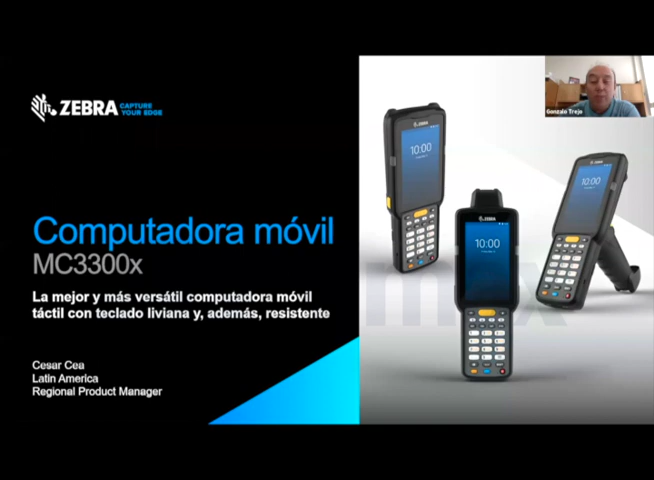 ZEBRA CAPTURE
YOUR EDGE
Gonzalo Trejo
Computadora móvil
MC3300x
La mejor y más versátil computadora móvil
táctil con teclado liviana y, además, resistente
Cesar Cea
Latin America
Regional Product Manager
ZEBRA
10:00
ZEBRA
10:00
ZEBRA
10:00